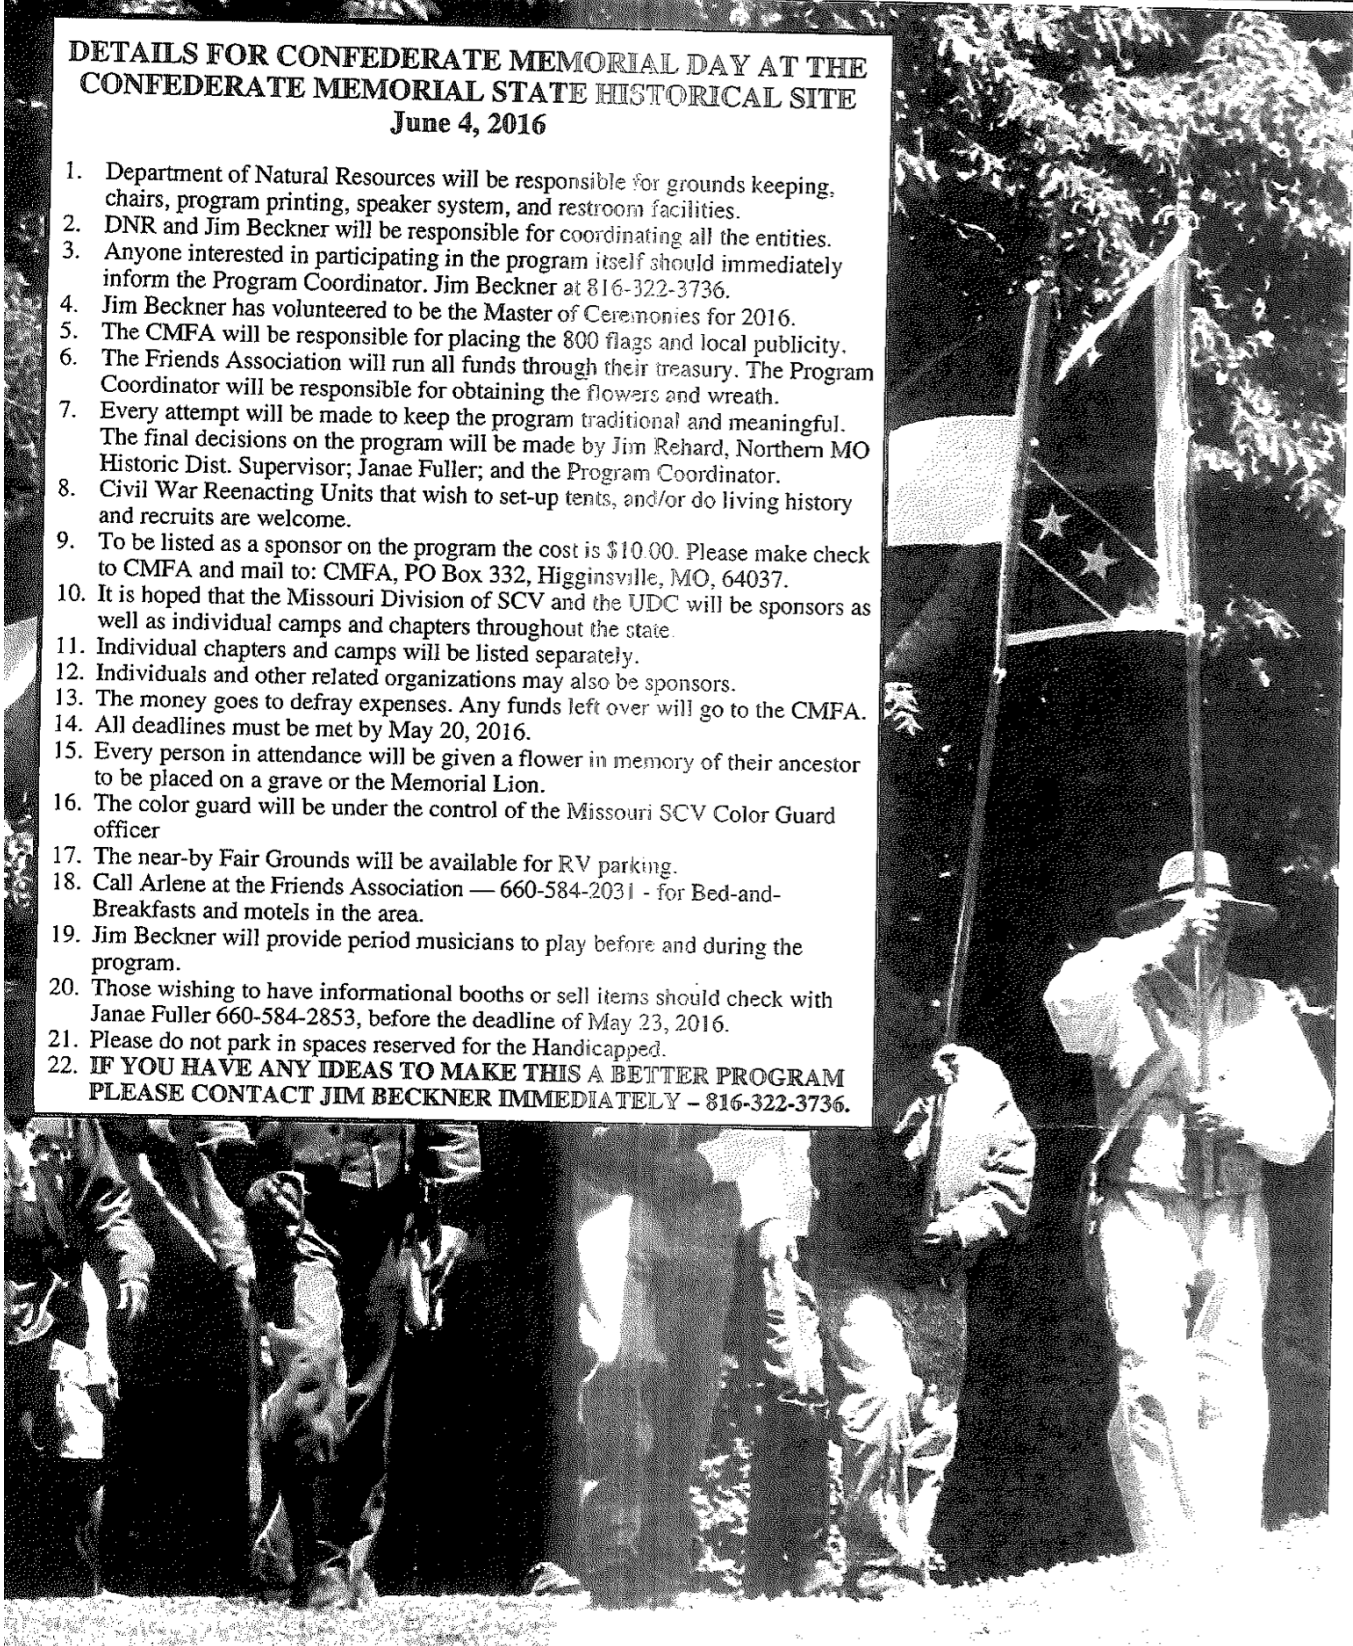 DETAILS FOR CONFEDERATE MEMORIAL DAY AT THE
CONFEDERATE MEMORIAL STATE HISTORICAL SITE
June 4, 2016
1. Department of Natural Resources will be responsible for grounds keeping,
chairs, program printing, speaker system, and restroom facilities.
2. DNR and Jim Beckner will be responsible for coordinating all the entities.
3. Anyone interested in participating in the program itself should immediately
inform the Program Coordinator. Jim Beckner at 816-322-3736.
4. Jim Beckner has volunteered to be the Master of Ceremonies for 2016.
5. The CMFA will be responsible for placing the 800 flags and local publicity.
6. The Friends Association will run all funds through their treasury. The Program
Coordinator will be responsible for obtaining the flowers and wreath.
7. Every attempt will be made to keep the program traditional and meaningful.
The final decisions on the program will be made by Jim Rehard, Northern MO
Historic Dist. Supervisor; Janae Fuller; and the Program Coordinator.
8. Civil War Reenacting Units that wish to set-up tents, and/or do living history
and recruits are welcome.
9. To be listed as a sponsor on the program the cost is $10.00. Please make check
to CMFA and mail to: CMFA, PO Box 332, Higginsville, MO, 64037.
10. It is hoped that the Missouri Division of SCV and the UDC will be sponsors as
well as individual camps and chapters throughout the state.
11. Individual chapters and camps will be listed separately.
12. Individuals and other related organizations may also be sponsors.
13. The money goes to defray expenses. Any funds left over will go to the CMFA.
14. All deadlines must be met by May 20, 2016.
15. Every person in attendance will be given a flower in memory of their ancestor
to be placed on a grave or the Memorial Lion.
16. The color guard will be under the control of the Missouri SCV Color Guard
officer
17. The near-by Fair Grounds will be available for RV parking.
18. Call Arlene at the Friends Association — 660-584-2031 - for Bed-and-
Breakfasts and motels in the area.
19. Jim Beckner will provide period musicians to play before and during the
program.
20. Those wishing to have informational booths or sell items should check with
Janae Fuller 660-584-2853, before the deadline of May 23, 2016.
21. Please do not park in spaces reserved for the Handicapped.
22. IF YOU HAVE ANY IDEAS TO MAKE THIS A BETTER PROGRAM
PLEASE CONTACT JIM BECKNER IMMEDIATELY – 816-322-3736.